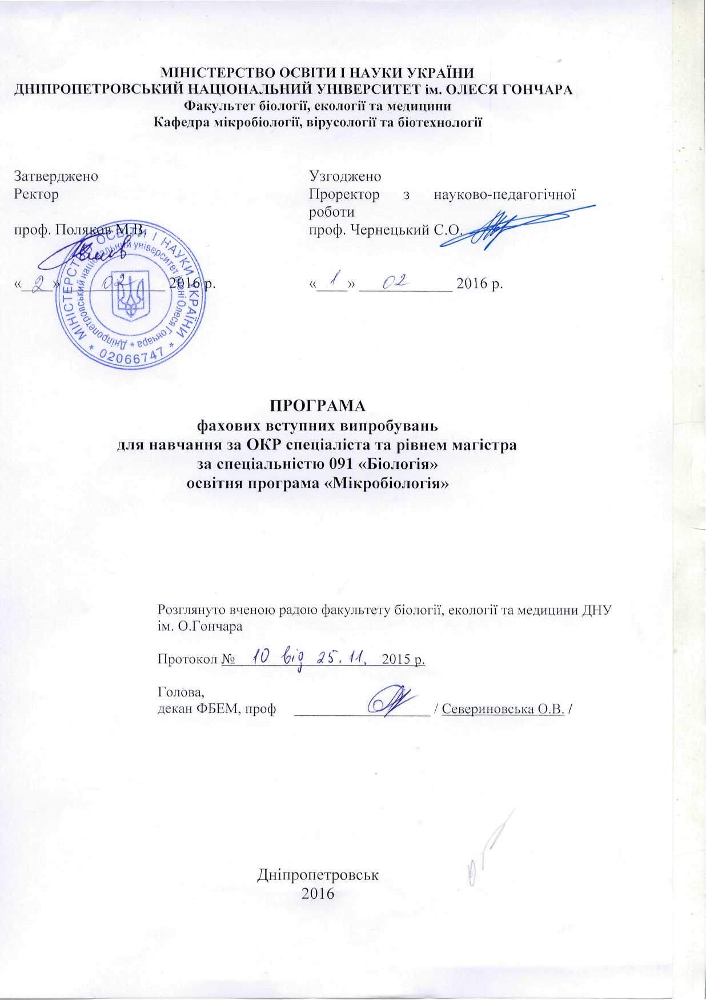 МІНІСТЕРСТВО ОСВІТИ І НАУКИ УКРАЇНИ
ДНІПРОПЕТРОВСЬКИЙ НАЦІОНАЛЬНИЙ УНІВЕРСИТЕТ ім. ОЛЕСЯ ГОНЧАРА
Факультет біології, екології та медицини
Кафедра мікробіології, вірусології та біотехнології
Затверджено
Ректор
проф. Поляков М.В.
«2» 02 2016 р.
МІНІСТЕРСТВО ОСВІТИ І НАУКИ УКРАЇНИ
Дніпропетровський національний університет імені Олеся Гончара
* 02066747 *
Узгоджено
Проректор з науково-педагогічної
роботи
проф. Чернецький С.О.
«1» 02 2016 р.
ПРОГРАМА
фахових вступних випробувань
для навчання за ОКР спеціаліста та рівнем магістра
за спеціальністю 091 «Біологія»
освітня програма «Мікробіологія»
Розглянуто вченою радою факультету біології, екології та медицини ДНУ
ім. О.Гончара
Протокол № 10 від 25.11. 2015 р.
Голова,
декан ФБЕМ, проф / Севериновська О.В. /
Дніпропетровськ
2016